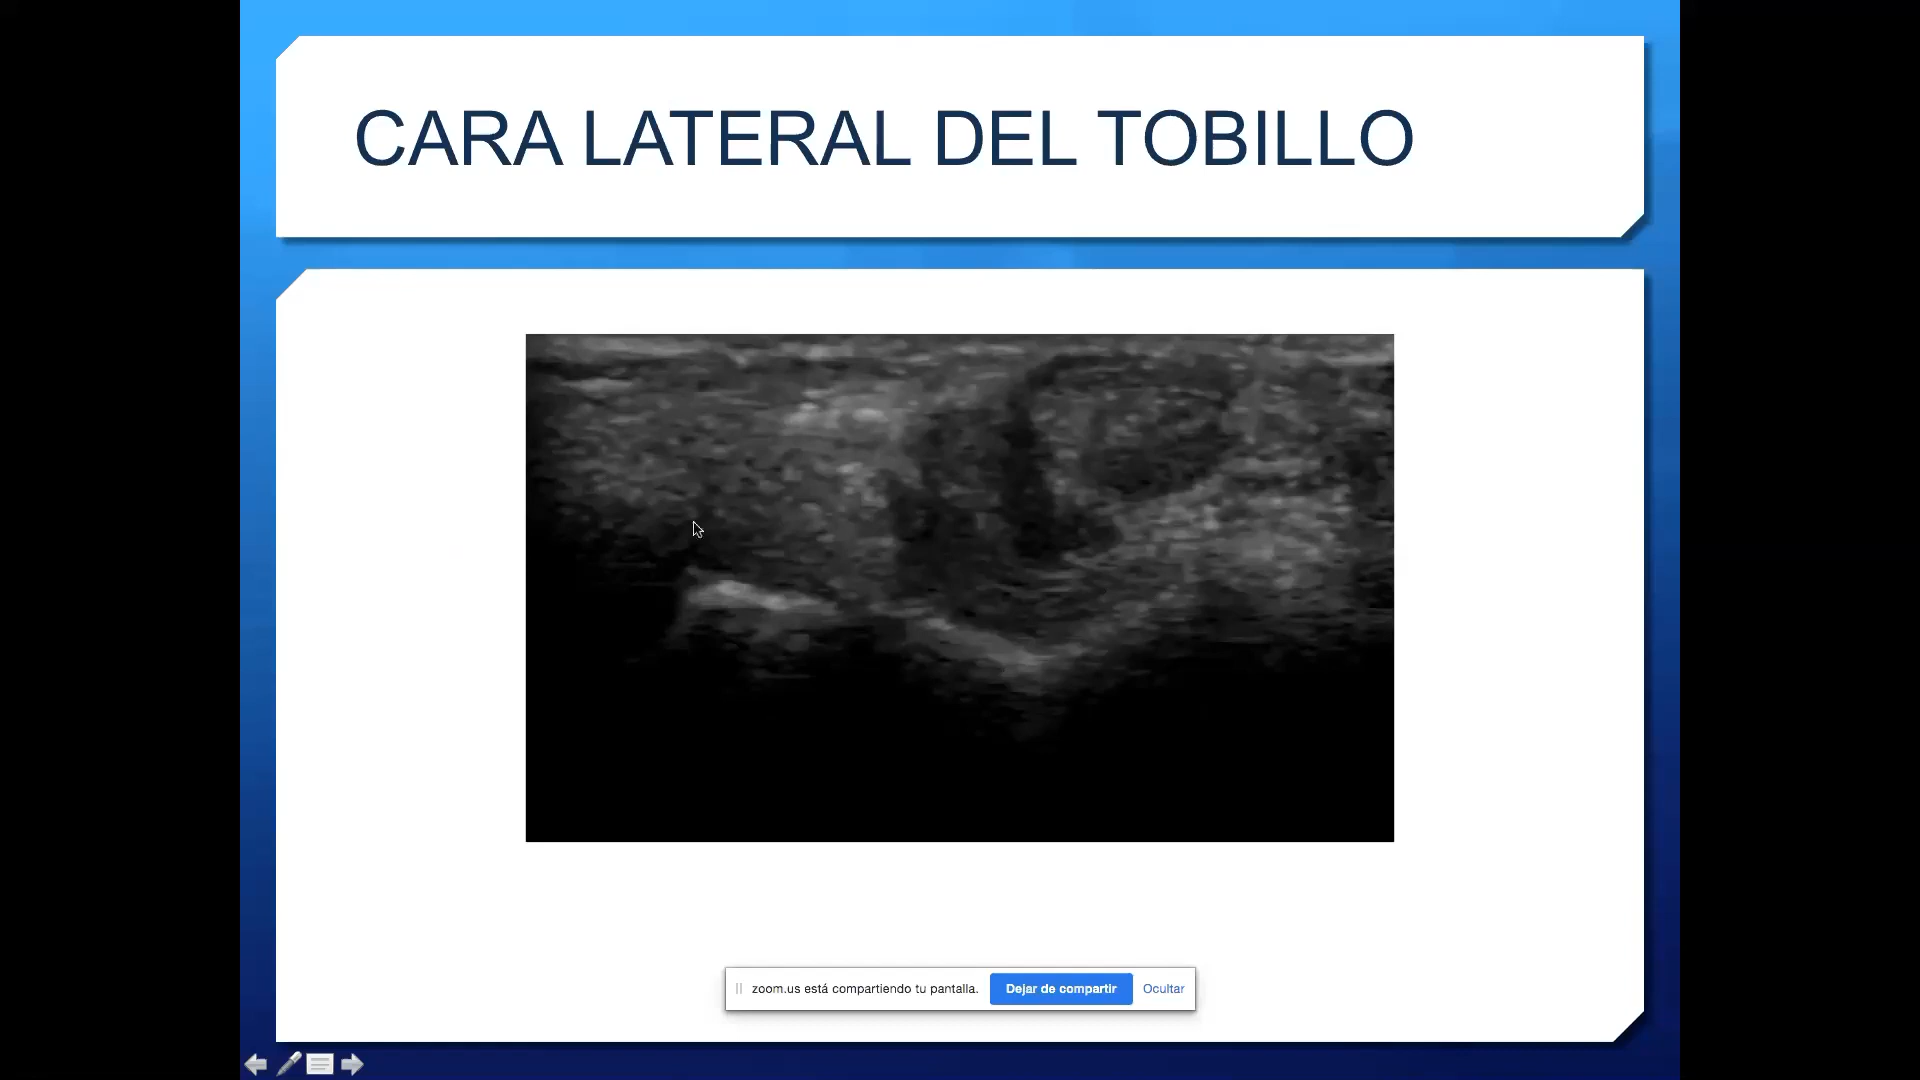 CARA LATERAL DEL TOBILLO
zoom.us está compartiendo tu pantalla. Dejar de compartir Ocultar